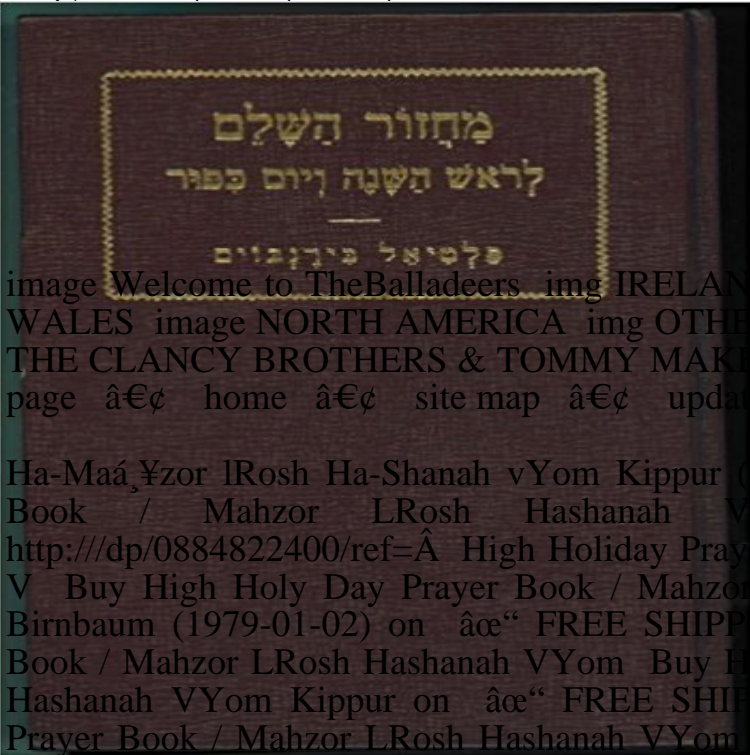 מַחֲזוֹר הַשָּׁלֵם
לְרֹאשׁ הַשָּׁנָה וְיוֹם כִּפּוּר
פַּלְטִיאֵל בִּירֶנְבּוֹים
image Welcome to TheBalladeers img IRELAN
WALES image NORTH AMERICA img OTHE
THE CLANCY BROTHERS & TOMMY MAKE
page â€¢ home â€¢ site map â€¢ updat
Ha-Maá¸¥zor lRosh Ha-Shanah vYom Kippur (
Book / Mahzor LRosh Hashanah V
http:///dp/0884822400/ref=Â High Holiday Pray
V Buy High Holy Day Prayer Book / Mahzor
Birnbaum (1979-01-02) on âœ“ FREE SHIPP
Book / Mahzor LRosh Hashanah VYom Buy H
Hashanah VYom Kippur on âœ“ FREE SHIP
Prayer Book / Mahzor LRosh Hashanah VYom